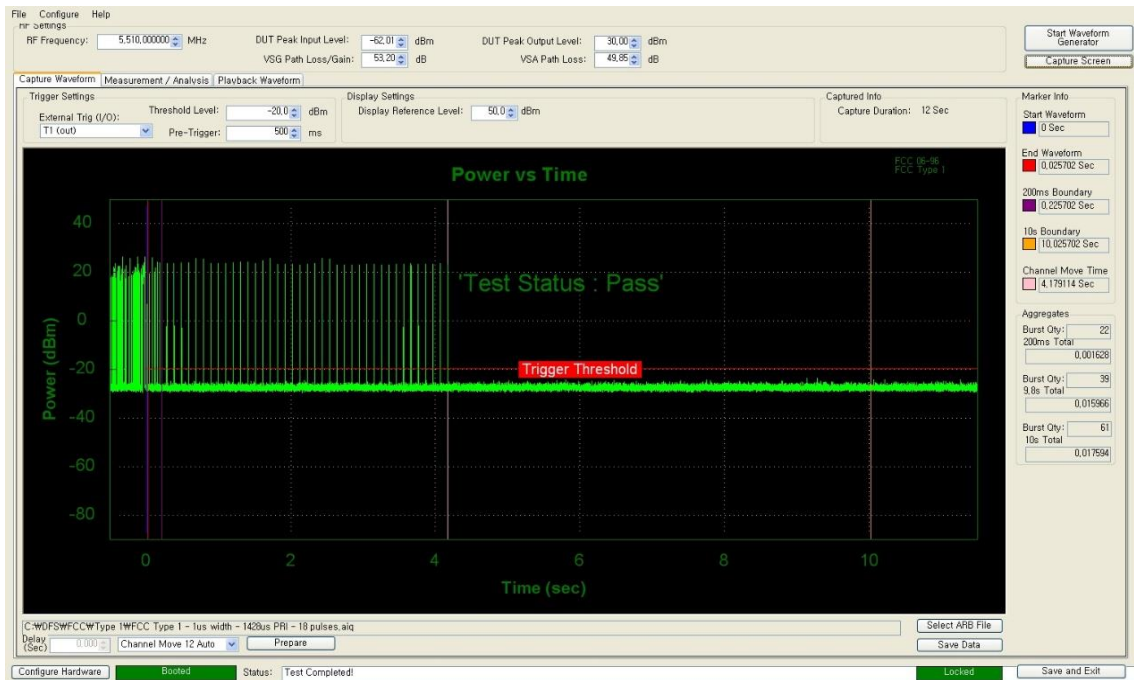 File Configure Help
RF Settings
RF Frequency: 5,510,000000 MHz DUT Peak Input Level: -62,01 dBm DUT Peak Output Level: 30,00 dBm
VSG Path Loss/Gain: 53,20 dB VSA Path Loss: 49,85 dB
Start Waveform Generator
Capture Screen
Capture Waveform Measurement / Analysis Playback Waveform
Trigger Settings
Threshold Level: -20,0 dBm
External Trig (I/O):
T1 (out) Pre-Trigger: 500 ms
Display Settings
Display Reference Level: 50,0 dBm
Captured Info
Capture Duration: 12 Sec
Marker Info
Start Waveform
0 Sec
End Waveform
0,025702 Sec
200ms Boundary
0,225702 Sec
10s Boundary
10,025702 Sec
Channel Move Time
4,179114 Sec
Aggregates
Burst Qty: 22
200ms Total
0,001628
Burst Qty: 39
9,8s Total
0,015966
Burst Qty: 61
10s Total
0,017594
Power vs Time
FCC 06-96
FCC Type 1
'Test Status : Pass'
Trigger Threshold
Power (dBm)
40
20
0
-20
-40
-60
-80
0 2 4 6 8 10
Time (sec)
C:₩DFS₩FCC₩Type 1₩FCC Type 1 - 1us width - 1428us PRI - 18 pulses,aiq
Select ARB File
Delay (Sec) 0,000 Channel Move 12 Auto Prepare
Save Data
Configure Hardware Booted Status: Test Completed! Locked Save and Exit